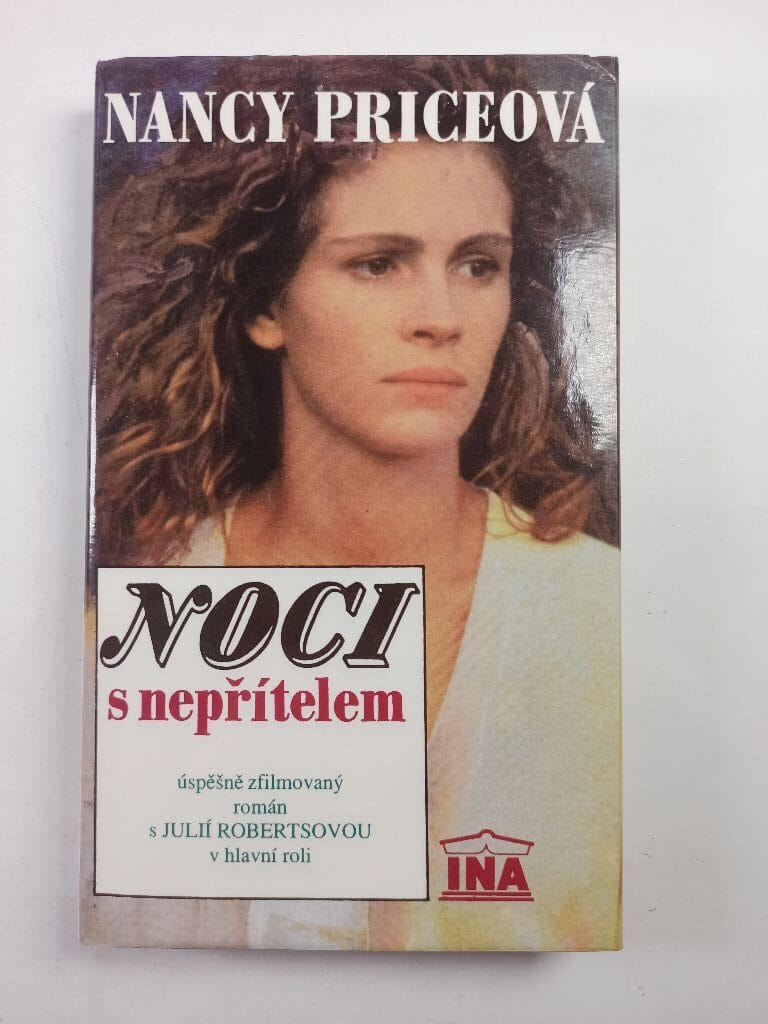 NANCY PRICEOVÁ
NOCI
s nepřítelem
úspěšně zfilmovaný
román
s JULIÍ ROBERTSOVOU
v hlavní roli
INA